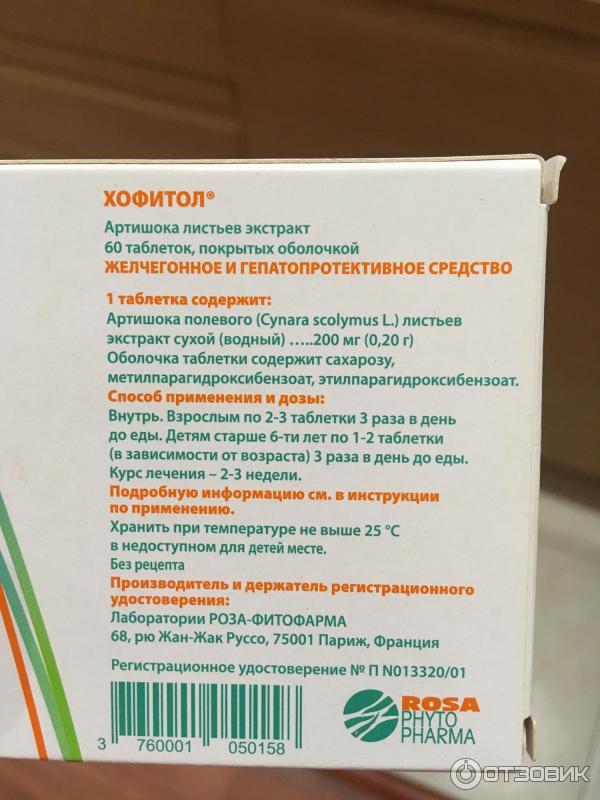 ХОФИТОЛ®
Артишока листьев экстракт
60 таблеток, покрытых оболочкой
ЖЕЛЧЕГОННОЕ И ГЕПАТОПРОТЕКТИВНОЕ СРЕДСТВО
1 таблетка содержит:
Артишока полевого (Cynara scolymus L.) листьев
экстракт сухой (водный) …..200 мг (0,20 г)
Оболочка таблетки содержит сахарозу,
метилпарагидроксибензоат, этилпарагидроксибензоат.
Способ применения и дозы:
Внутрь. Взрослым по 2-3 таблетки 3 раза в день
до еды. Детям старше 6-ти лет по 1-2 таблетки
(в зависимости от возраста) 3 раза в день до еды.
Курс лечения – 2-3 недели.
Подробную информацию см. в инструкции
по применению.
Хранить при температуре не выше 25 °C
в недоступном для детей месте.
Без рецепта
Производитель и держатель регистрационного
удостоверения:
Лаборатории РОЗА-ФИТОФАРМА
68, рю Жан-Жак Руссо, 75001 Париж, Франция
Регистрационное удостоверение № П N013320/01
3 760001 050158
ROSA
PHYTO
PHARMA
ОТЗОВИК